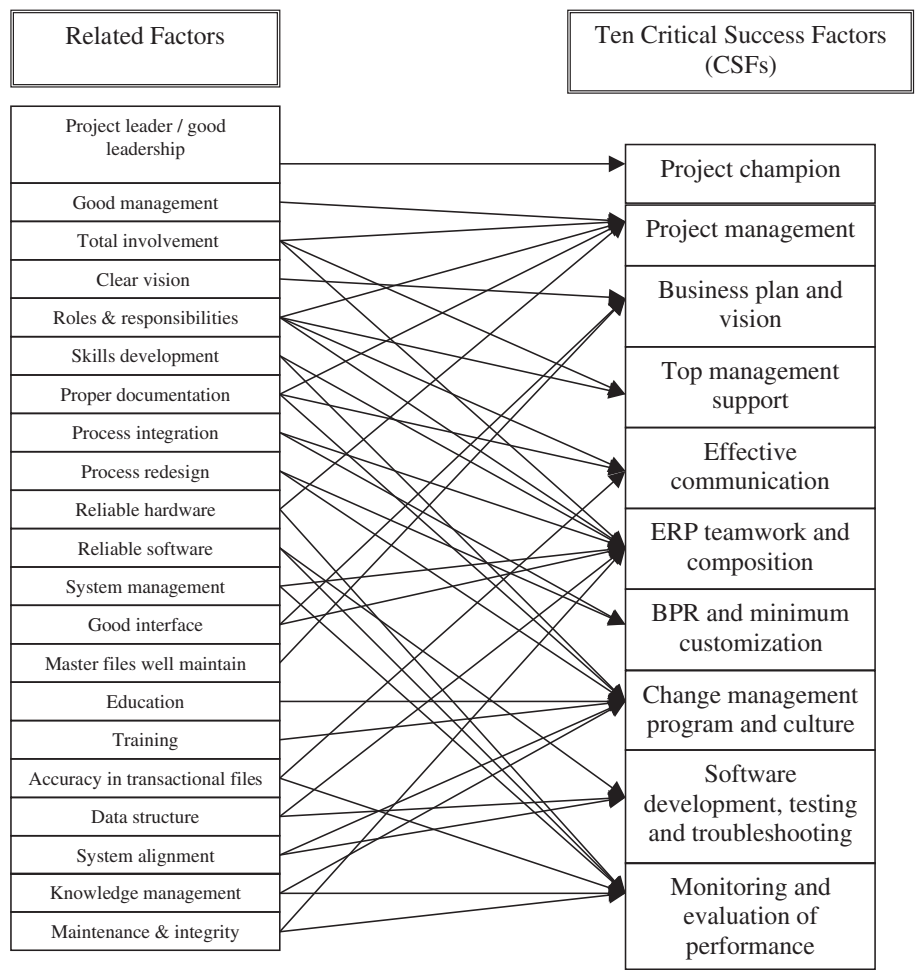 Related Factors
Ten Critical Success Factors
(CSFs)
Project leader / good
leadership
Good management
Total involvement
Clear vision
Roles & responsibilities
Skills development
Proper documentation
Process integration
Process redesign
Reliable hardware
Reliable software
System management
Good interface
Master files well maintain
Education
Training
Accuracy in transactional files
Data structure
System alignment
Knowledge management
Maintenance & integrity
Project champion
Project management
Business plan and
vision
Top management
support
Effective
communication
ERP teamwork and
composition
BPR and minimum
customization
Change management
program and culture
Software
development, testing
and troubleshooting
Monitoring and
evaluation of
performance